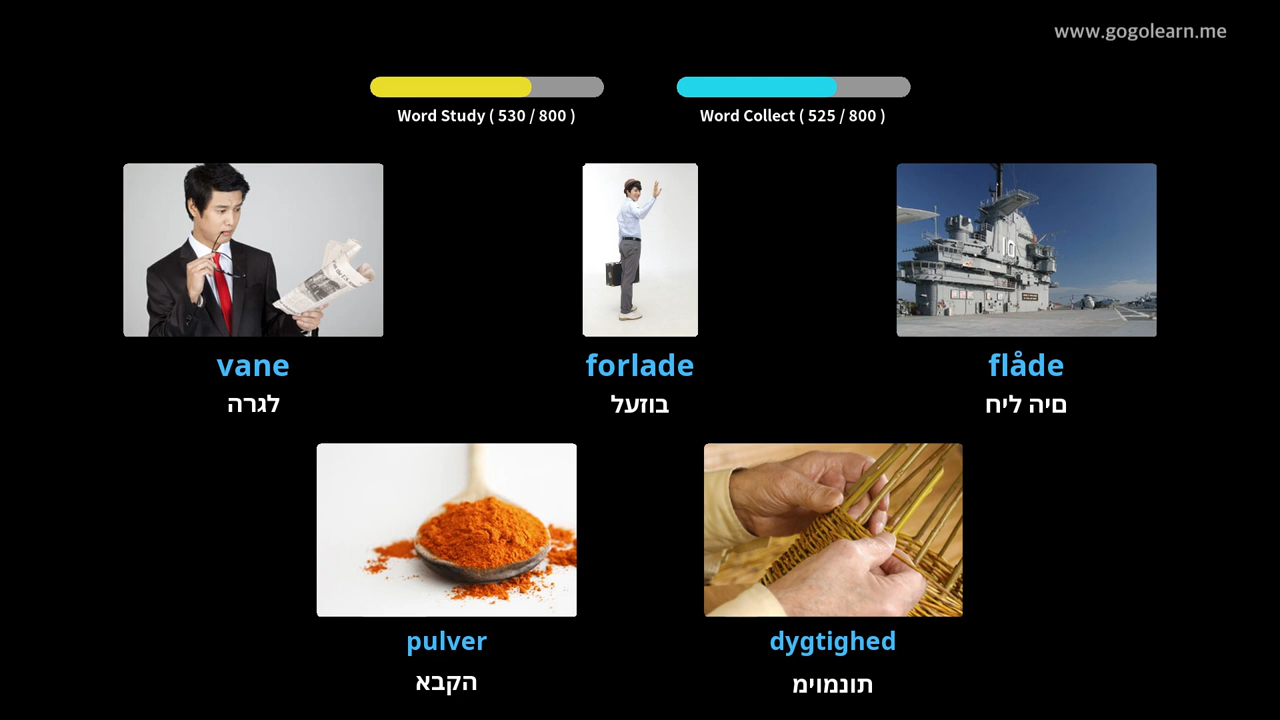 www.gogolearn.me
Word Study ( 530 / 800 )
Word Collect ( 525 / 800 )
vane
לגרה
forlade
בוזעל
flåde
םיה ליח
pulver
הקבא
dygtighed
תונמוימ